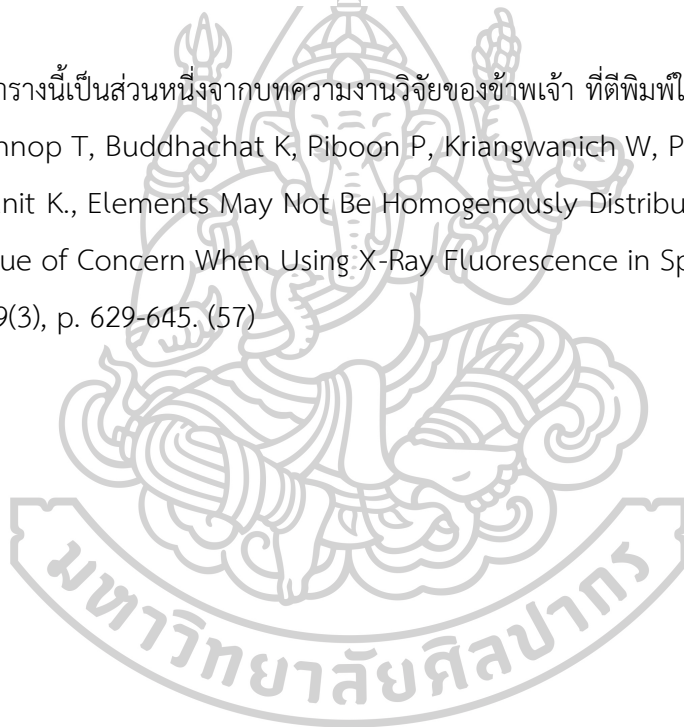 ารางนี้เป็นส่วนหนึ่งจากบทความงานวิจัยของข้าพเจ้า ที่ตีพิมพ์ใ
nnop T, Buddhachat K, Piboon P, Kriangwanich W, P
nit K., Elements May Not Be Homogenously Distribu
ue of Concern When Using X-Ray Fluorescence in Sp
9(3), p. 629-645. (57)
มหาวิทยาลัยศิลปากร